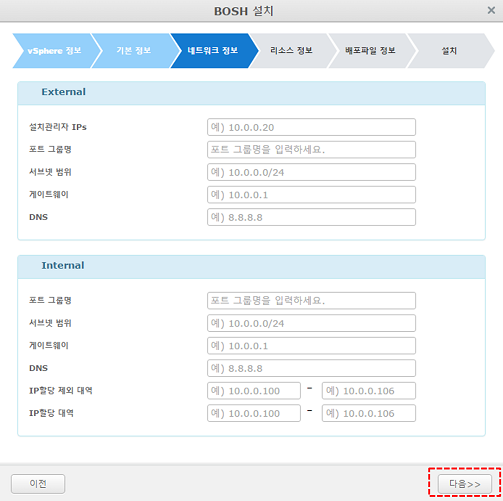 BOSH 설치
×
vSphere 정보 기본 정보 네트워크 정보 리소스 정보 배포파일 정보 설치
External
설치관리자 IPs 예) 10.0.0.20
포트 그룹명 포트 그룹명을 입력하세요.
서브넷 범위 예) 10.0.0.0/24
게이트웨이 예) 10.0.0.1
DNS 예) 8.8.8.8
Internal
포트 그룹명 포트 그룹명을 입력하세요.
서브넷 범위 예) 10.0.0.0/24
게이트웨이 예) 10.0.0.1
DNS 예) 8.8.8.8
IP할당 제외 대역 예) 10.0.0.100 – 예) 10.0.0.106
IP할당 대역 예) 10.0.0.100 – 예) 10.0.0.106
이전 다음>>